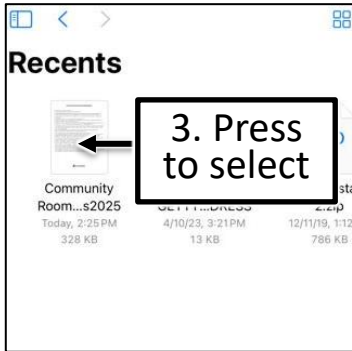 Recents
3. Press
to select
Community
Room...s2025
Today, 2:25 PM
4/10/23, 3:21 PM
12/11/19, 1:12
328 KB
13 KB
786 KB